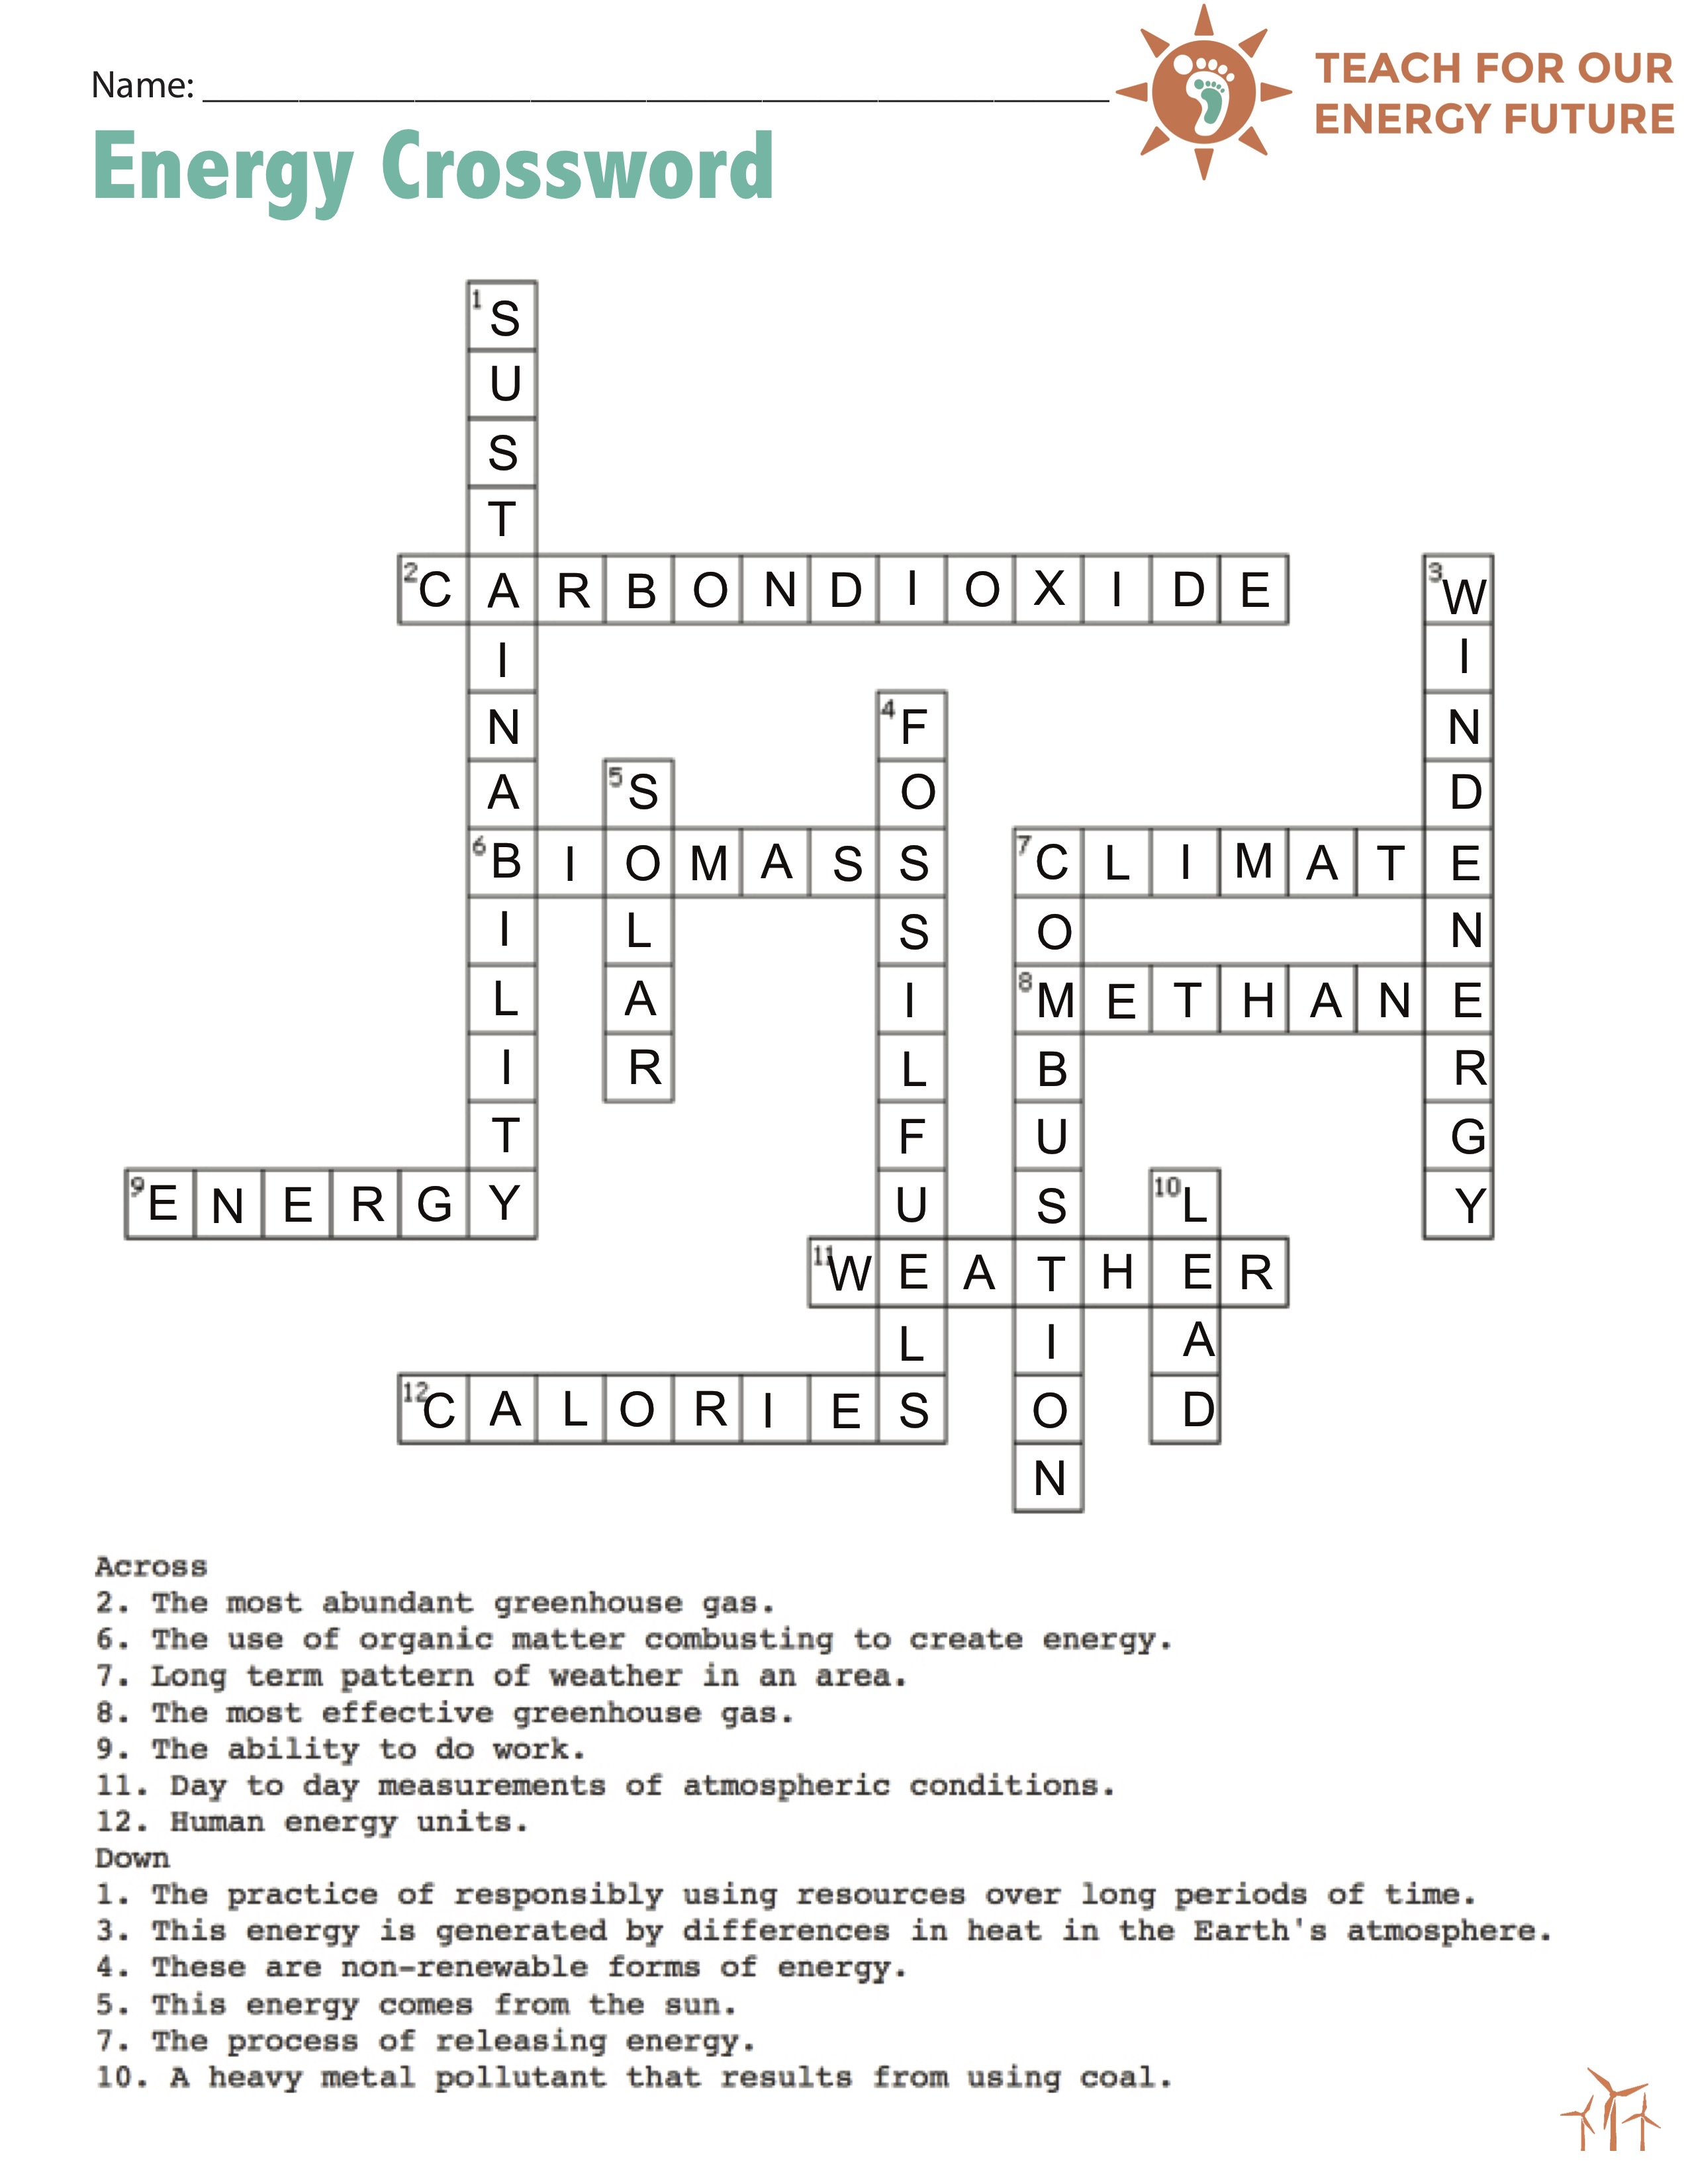 Name:
TEACH FOR OUR
ENERGY FUTURE
Energy Crossword
1 S
U
S
T
2 C A R B O N D I O X I D E 3 W
I I
N 4 F N
A 5 S O D
6 B I O M A S S 7 C L I M A T E
I L S O N
L A I 8 M E T H A N E
I R L B R
T F U G
9 E N E R G Y U S 10 L Y
11 W E A T H E R
L I A
12 C A L O R I E S O D
N
Across
2. The most abundant greenhouse gas.
6. The use of organic matter combusting to create energy.
7. Long term pattern of weather in an area.
8. The most effective greenhouse gas.
9. The ability to do work.
11. Day to day measurements of atmospheric conditions.
12. Human energy units.
Down
1. The practice of responsibly using resources over long periods of time.
3. This energy is generated by differences in heat in the Earth's atmosphere.
4. These are non-renewable forms of energy.
5. This energy comes from the sun.
7. The process of releasing energy.
10. A heavy metal pollutant that results from using coal.